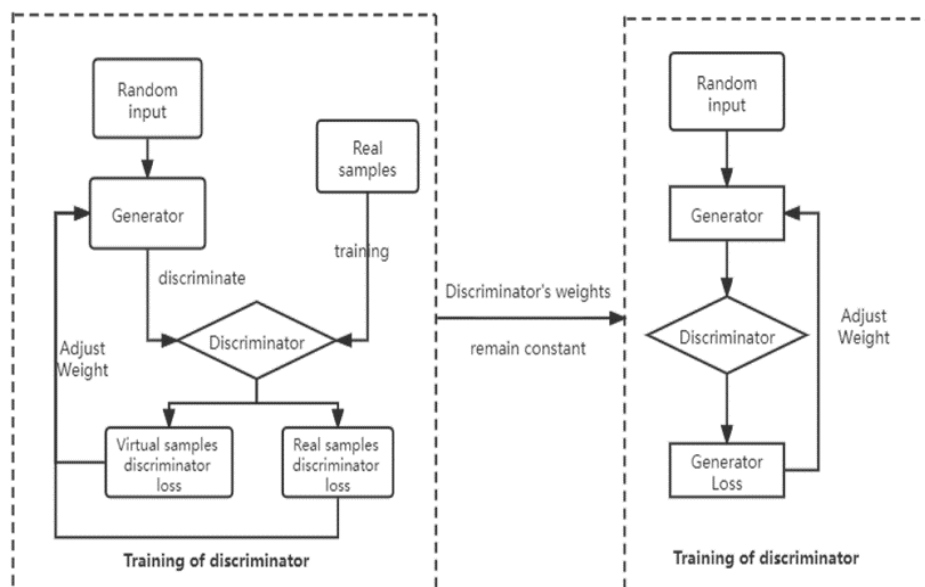 Random
input
Real
samples
Generator
training
discriminate
Discriminator
Adjust
Weight
Virtual samples
discriminator
loss
Real samples
discriminator
loss
Training of discriminator
Discriminator's weights
remain constant
Random
input
Generator
Discriminator
Adjust
Weight
Generator
Loss
Training of discriminator